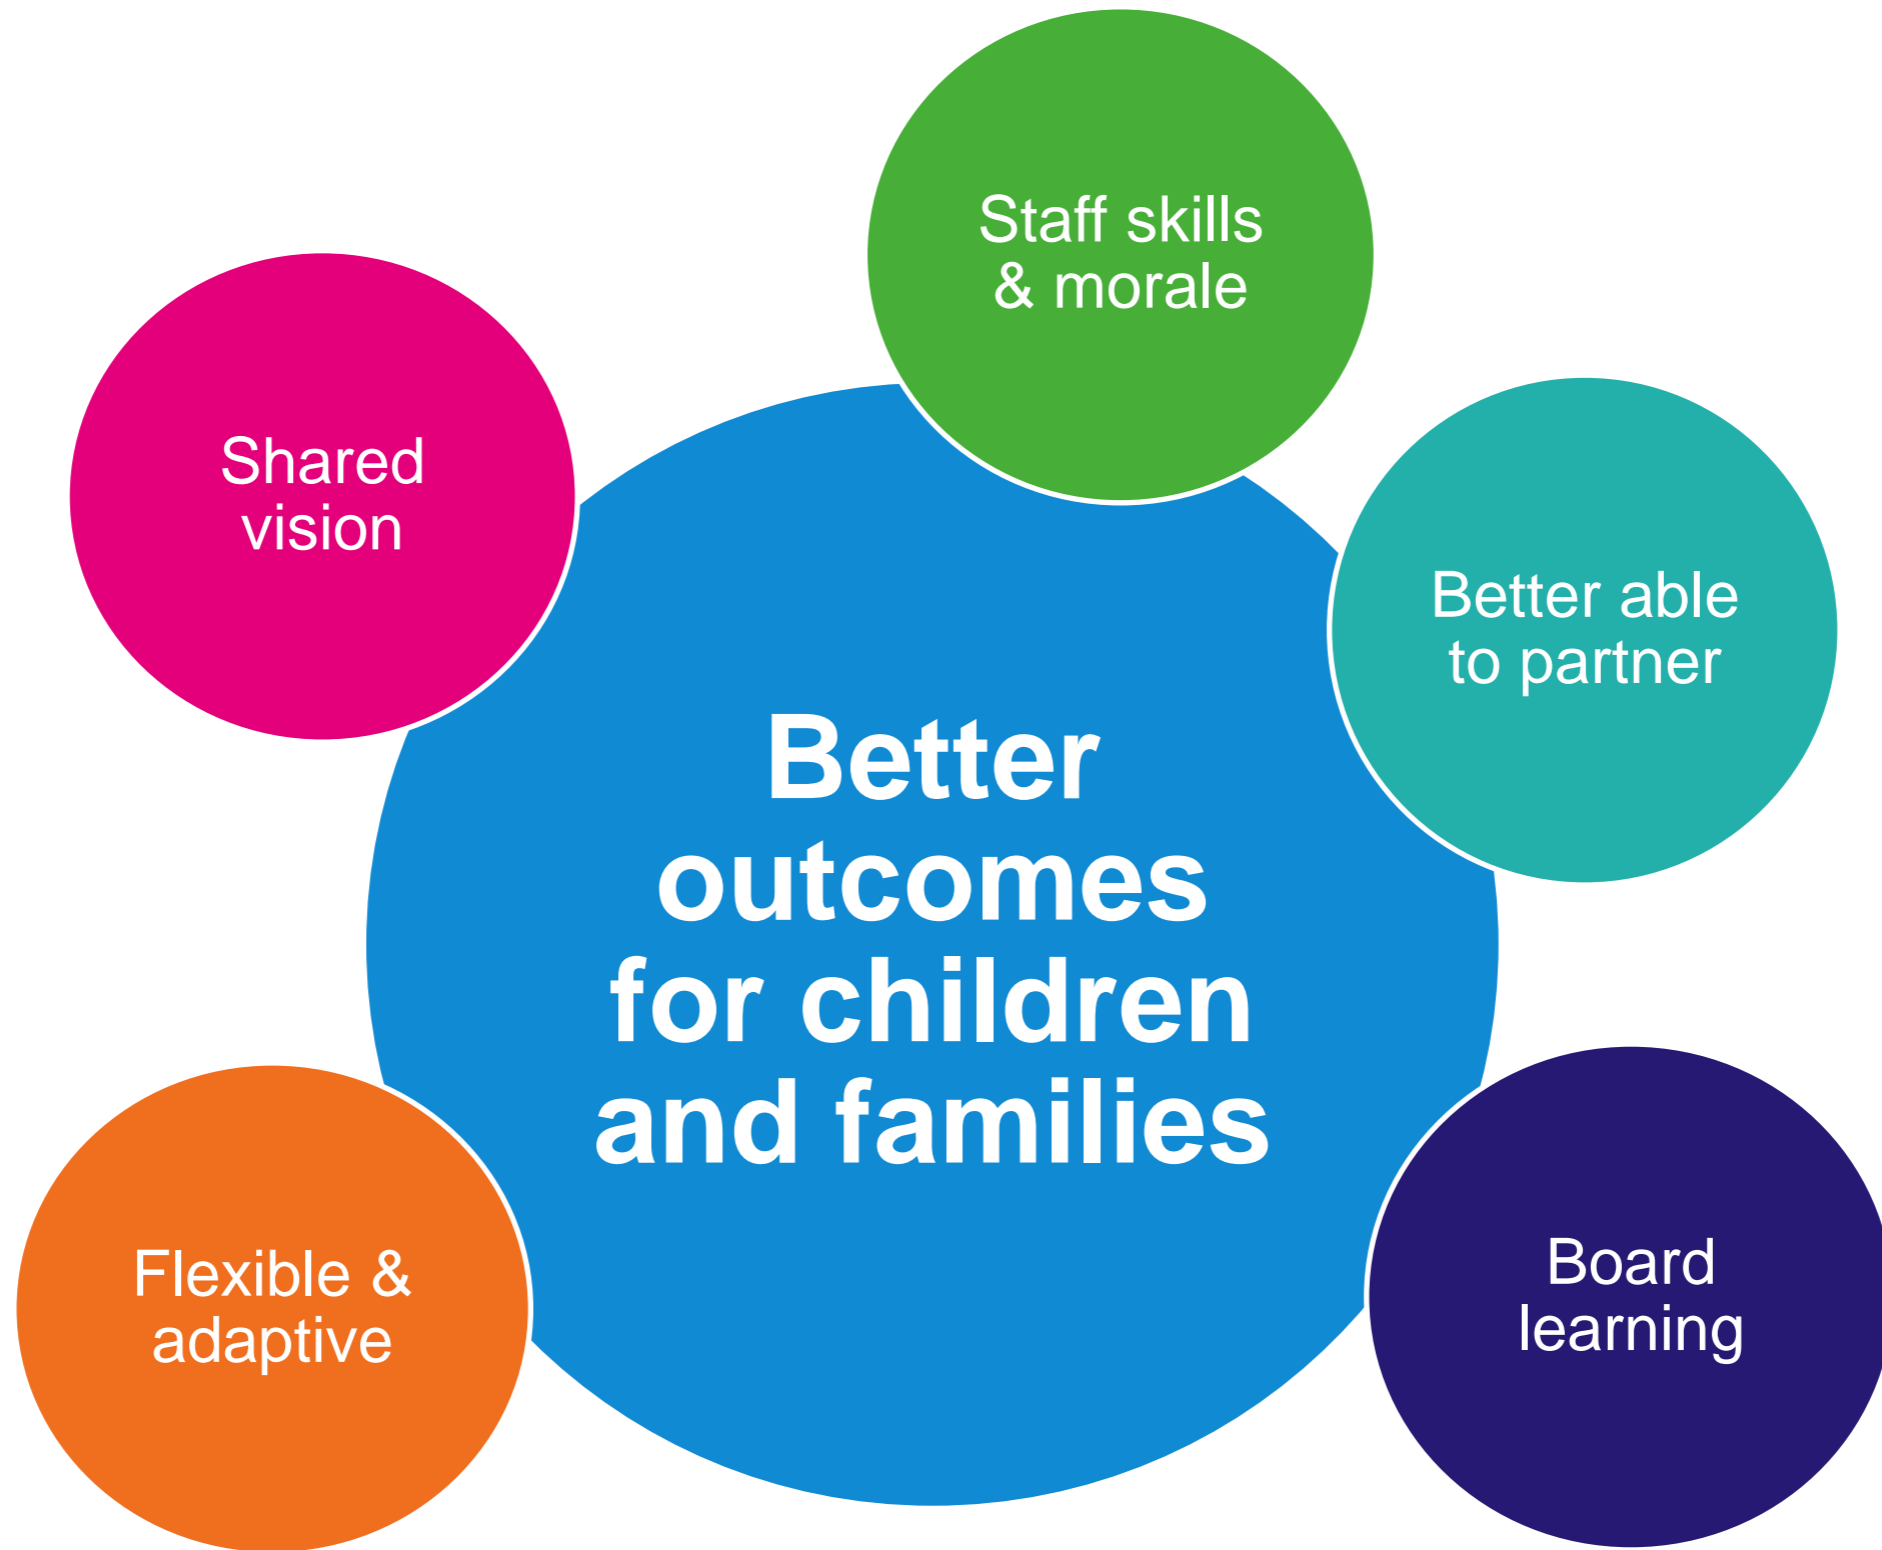 Staff skills
& morale
Shared
vision
Better able
to partner
Better
outcomes
for children
and families
Flexible &
adaptive
Board
learning